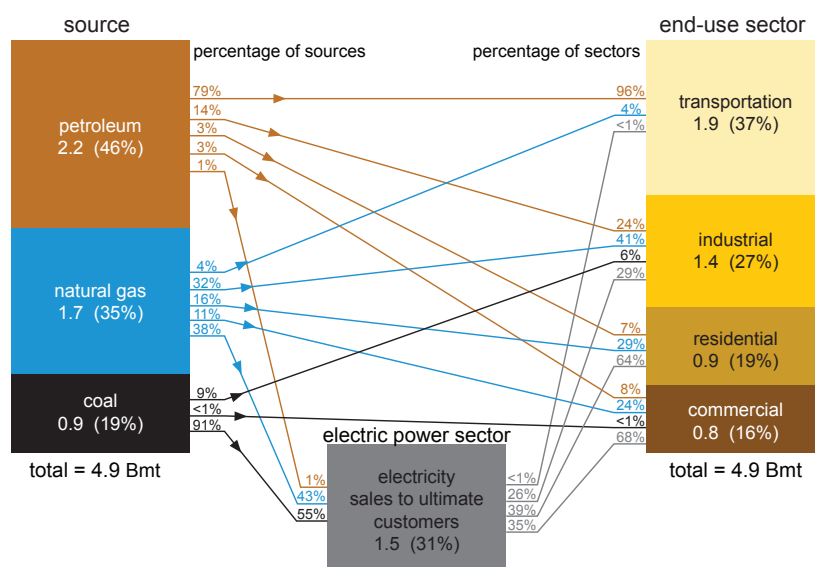 source
end-use sector
percentage of sources
percentage of sectors
petroleum
2.2 (46%)
79%
14%
3%
3%
1%
natural gas
1.7 (35%)
4%
32%
16%
11%
38%
coal
0.9 (19%)
9%
<1%
91%
total = 4.9 Bmt
electric power sector
1%
43%
55%
electricity
sales to ultimate
customers
1.5 (31%)
<1%
26%
39%
35%
96%
4%
<1%
transportation
1.9 (37%)
24%
41%
6%
29%
industrial
1.4 (27%)
7%
29%
64%
residential
0.9 (19%)
8%
24%
<1%
68%
commercial
0.8 (16%)
total = 4.9 Bmt